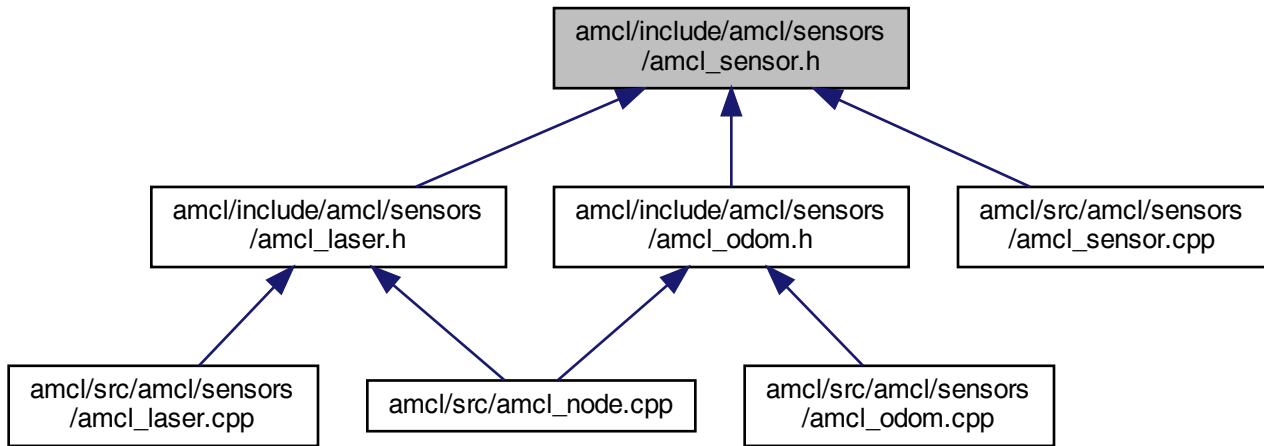 amcl/include/amcl/sensors
/amcl_sensor.h
amcl/include/amcl/sensors
/amcl_laser.h
amcl/include/amcl/sensors
/amcl_odom.h
amcl/src/amcl/sensors
/amcl_sensor.cpp
amcl/src/amcl/sensors
/amcl_laser.cpp
amcl/src/amcl_node.cpp
amcl/src/amcl/sensors
/amcl_odom.cpp